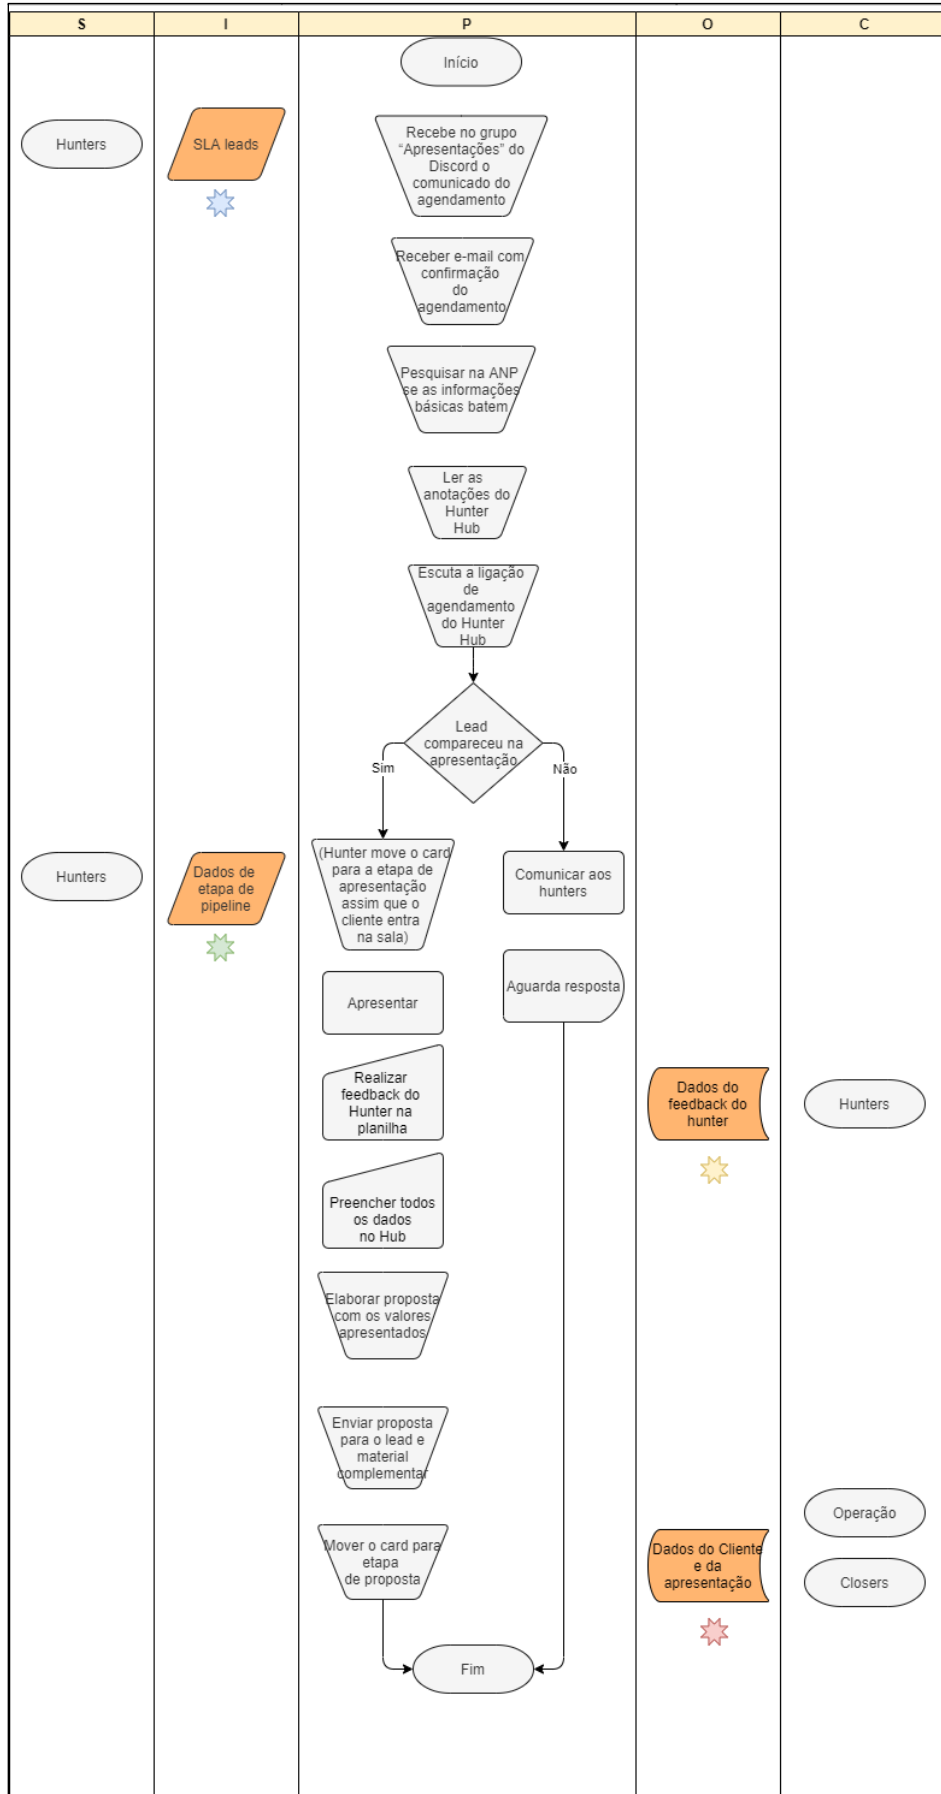 S
I
P
O
C
Início
Hunters
SLA leads
Recebe no grupo
“Apresentações” do
Discord o
comunicado do
agendamento
Receber e-mail com
confirmação
do
agendamento
Pesquisar na ANP
se as informações
básicas batem
Ler as
anotações do
Hunter
Hub
Escuta a ligação
de
agendamento
do Hunter
Hub
Lead
compareceu na
apresentação
Sim
Não
Hunters
Dados de
etapa de
pipeline
(Hunter move o card
para a etapa de
apresentação
assim que o
cliente entra
na sala)
Comunicar aos
hunters
Apresentar
Aguarda resposta
Realizar
feedback do
Hunter na
planilha
Dados do
feedback do
hunter
Hunters
Preencher todos
os dados
no Hub
Elaborar proposta
com os valores
apresentados
Enviar proposta
para o lead e
material
complementar
Operação
Mover o card para
etapa
de proposta
Dados do Cliente
e da
apresentação
Closers
Fim